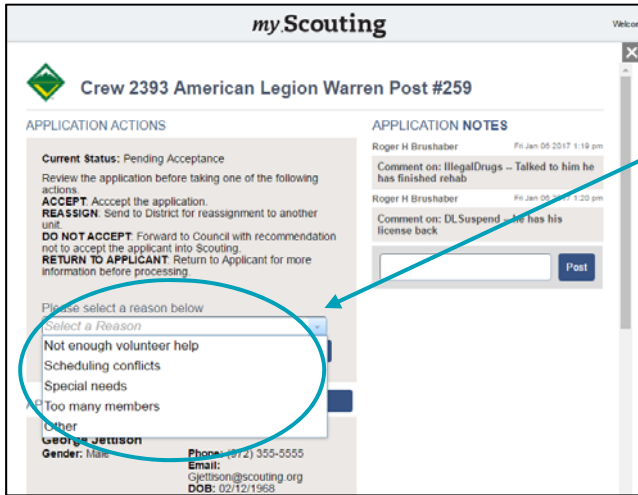 my.Scouting
Welcor
Crew 2393 American Legion Warren Post #259
APPLICATION ACTIONS
Current Status: Pending Acceptance
Review the application before taking one of the following
actions.
ACCEPT: Acccept the application.
REASSIGN: Send to District for reassignment to another
unit.
DO NOT ACCEPT: Forward to Council with recommendation
not to accept the applicant into Scouting.
RETURN TO APPLICANT: Return to Applicant for more
information before processing.
Please select a reason below
Select a Reason
Not enough volunteer help
Scheduling conflicts
Special needs
Too many members
Other
AP
George Jettison
Gender: Male
Phone: (972) 355-5555
Email:
Gjettison@scouting.org
DOB: 02/12/1968
APPLICATION NOTES
Roger H Brushaber Fri Jan 06 2017 1:19 pm
Comment on: IllegalDrugs – Talked to him he
has finished rehab
Roger H Brushaber Fri Jan 06 2017 1:20 pm
Comment on: DLSuspend – he has his
license back
Post